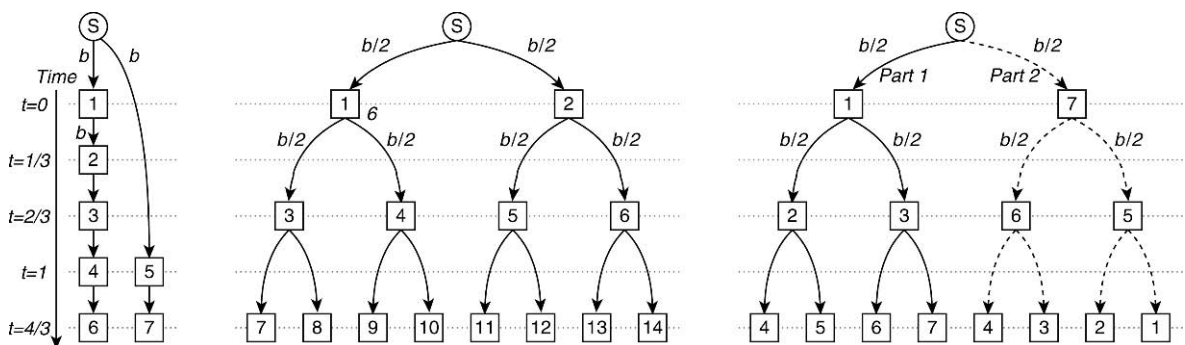 S S S
b b b/2 b/2 b/2 b/2
Time Part 1 Part 2
t=0 1 1 6 2 1 7
b b/2 b/2 b/2 b/2 b/2 b/2 b/2 b/2
t=1/3 2
t=2/3 3 3 4 5 6 2 3 6 5
t=1 4 5
t=4/3 6 7 7 8 9 10 11 12 13 14 4 5 6 7 4 3 2 1